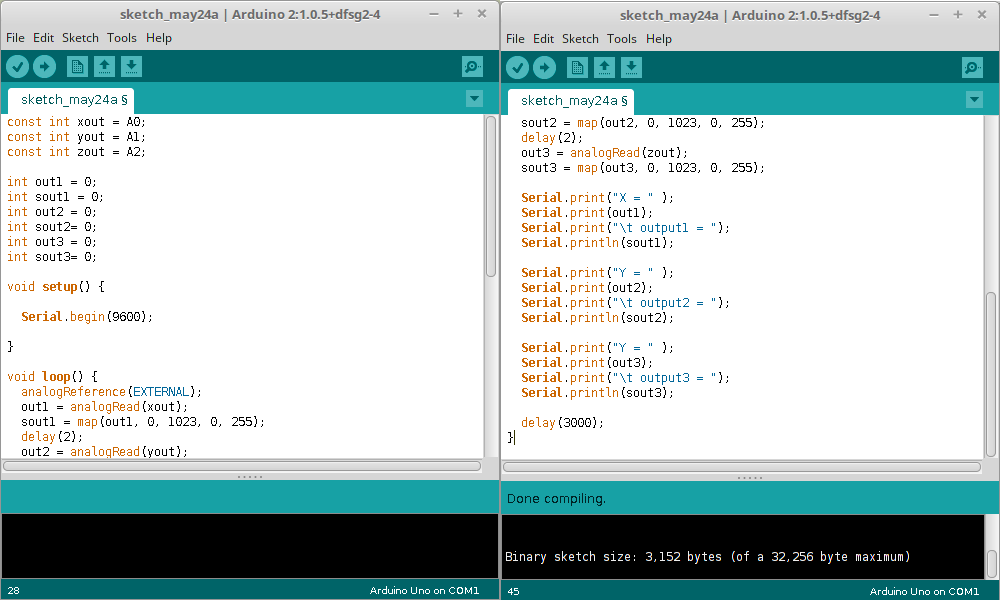 sketch_may24a | Arduino 2:1.0.5+dfsg2-4
File Edit Sketch Tools Help
sketch_may24a §
const int xout = A0;
const int yout = A1;
const int zout = A2;
int out1 = 0;
int sout1 = 0;
int out2 = 0;
int sout2= 0;
int out3 = 0;
int sout3= 0;
void setup() {
Serial.begin(9600);
}
void loop() {
analogReference(EXTERNAL);
out1 = analogRead(xout);
sout1 = map(out1, 0, 1023, 0, 255);
delay(2);
out2 = analogRead(yout);
28
Arduino Uno on COM1
sketch_may24a | Arduino 2:1.0.5+dfsg2-4
File Edit Sketch Tools Help
sketch_may24a §
sout2 = map(out2, 0, 1023, 0, 255);
delay(2);
out3 = analogRead(zout);
sout3 = map(out3, 0, 1023, 0, 255);
Serial.print("X = " );
Serial.print(out1);
Serial.print("\t output1 = ");
Serial.println(sout1);
Serial.print("Y = " );
Serial.print(out2);
Serial.print("\t output2 = ");
Serial.println(sout2);
Serial.print("Y = " );
Serial.print(out3);
Serial.print("\t output3 = ");
Serial.println(sout3);
delay(3000);
}
Done compiling.
Binary sketch size: 3,152 bytes (of a 32,256 byte maximum)
45
Arduino Uno on COM1